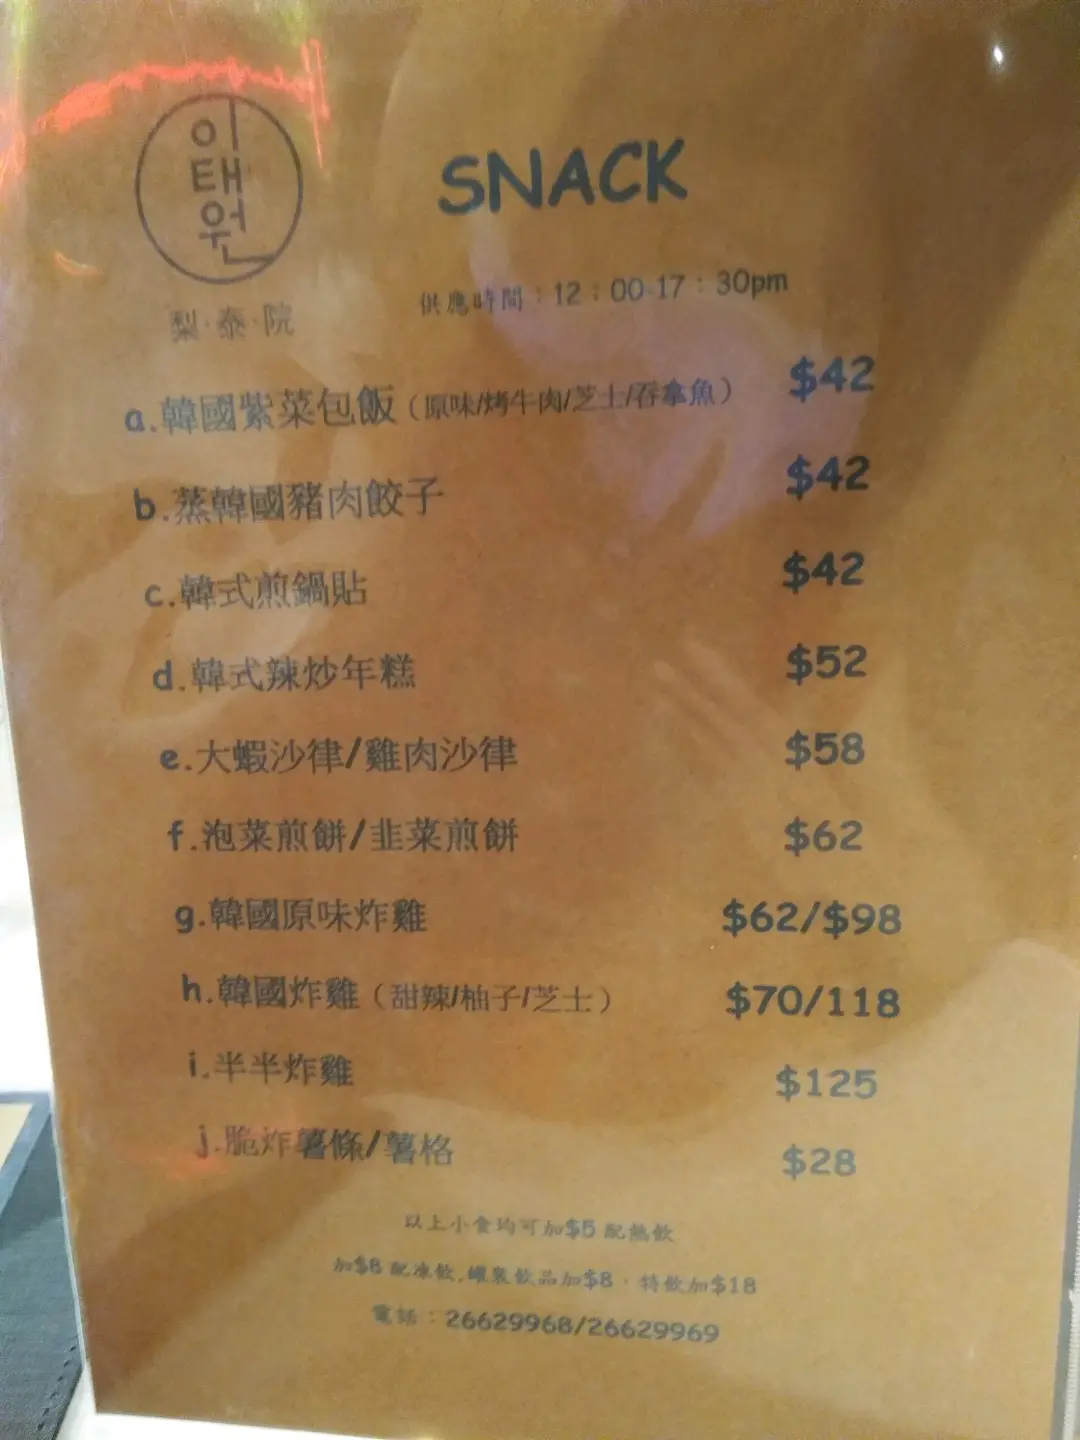 이태원
梨·泰·院
SNACK
供應時間：12：00-17：30pm
a.韓國紫菜包飯（原味/烤牛肉/芝士/吞拿魚） $42
b.蒸韓國豬肉餃子 $42
c.韓式煎鍋貼 $42
d.韓式辣炒年糕 $52
e.大蝦沙律/雞肉沙律 $58
f.泡菜煎餅/韭菜煎餅 $62
g.韓國原味炸雞 $62/$98
h.韓國炸雞（甜辣/柚子/芝士） $70/118
i.半半炸雞 $125
j.脆炸薯條/薯格 $28
以上小食均可加$5 配熱飲
加$8 配凍飲,罐裝飲品加$8，特飲加$18
電話：26629968/26629969